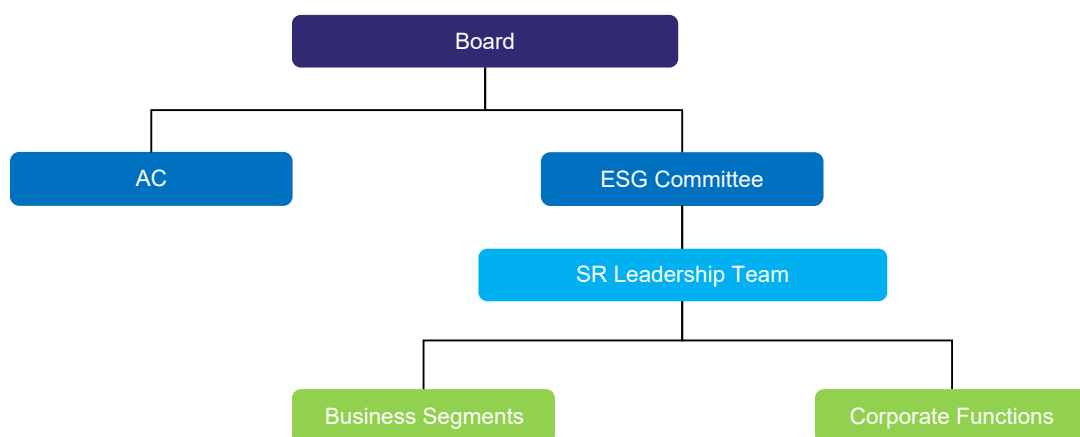 Board
AC
ESG Committee
SR Leadership Team
Business Segments
Corporate Functions